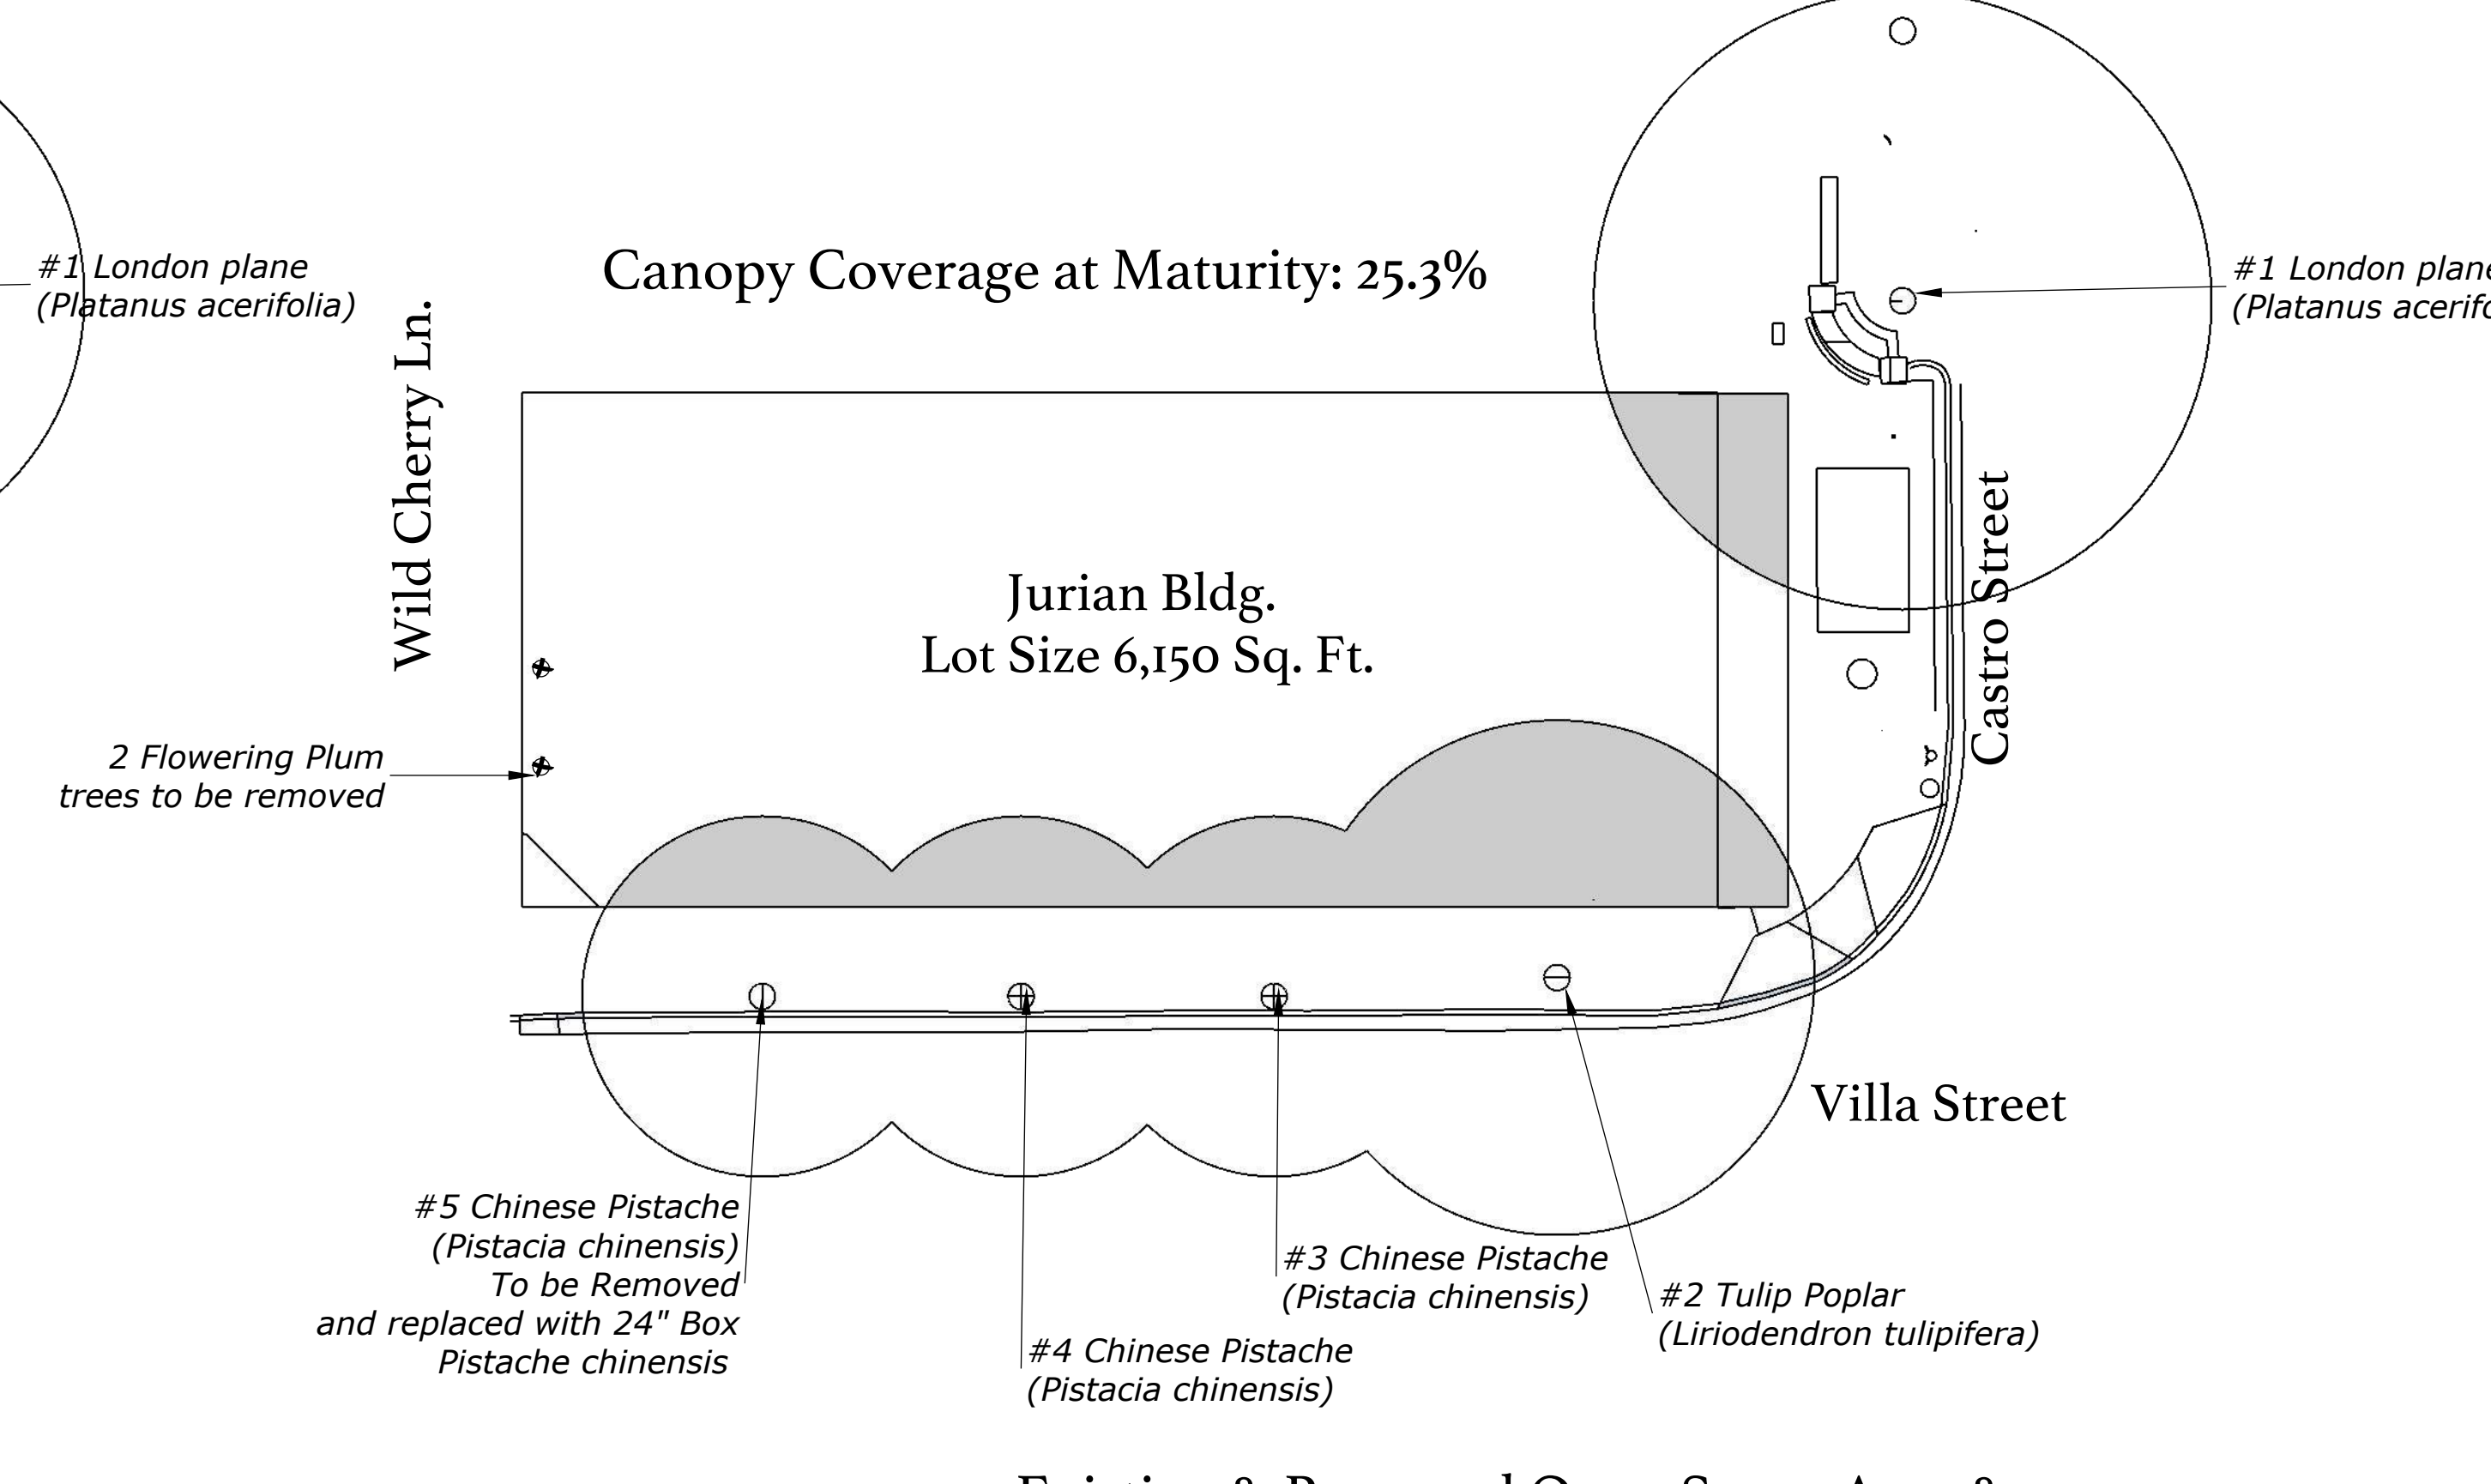 #1 London plane
(Platanus acerifolia)
Wild Cherry Ln.
Canopy Coverage at Maturity: 25.3%
#1 London plane
(Platanus
Castro Street
Jurian Bldg.
Lot Size 6,150 Sq. Ft.
2 Flowering Plum
trees to be removed
Villa Street
#5 Chinese Pistache
(Pistacia chinensis)
To be Removed
and replaced with 24" Box
Pistache chinensis
#4 Chinese Pistache
(Pistacia chinensis)
#3 Chinese Pistache
(Pistacia chinensis)
#2 Tulip Poplar
(Liriodendron tulipifera)